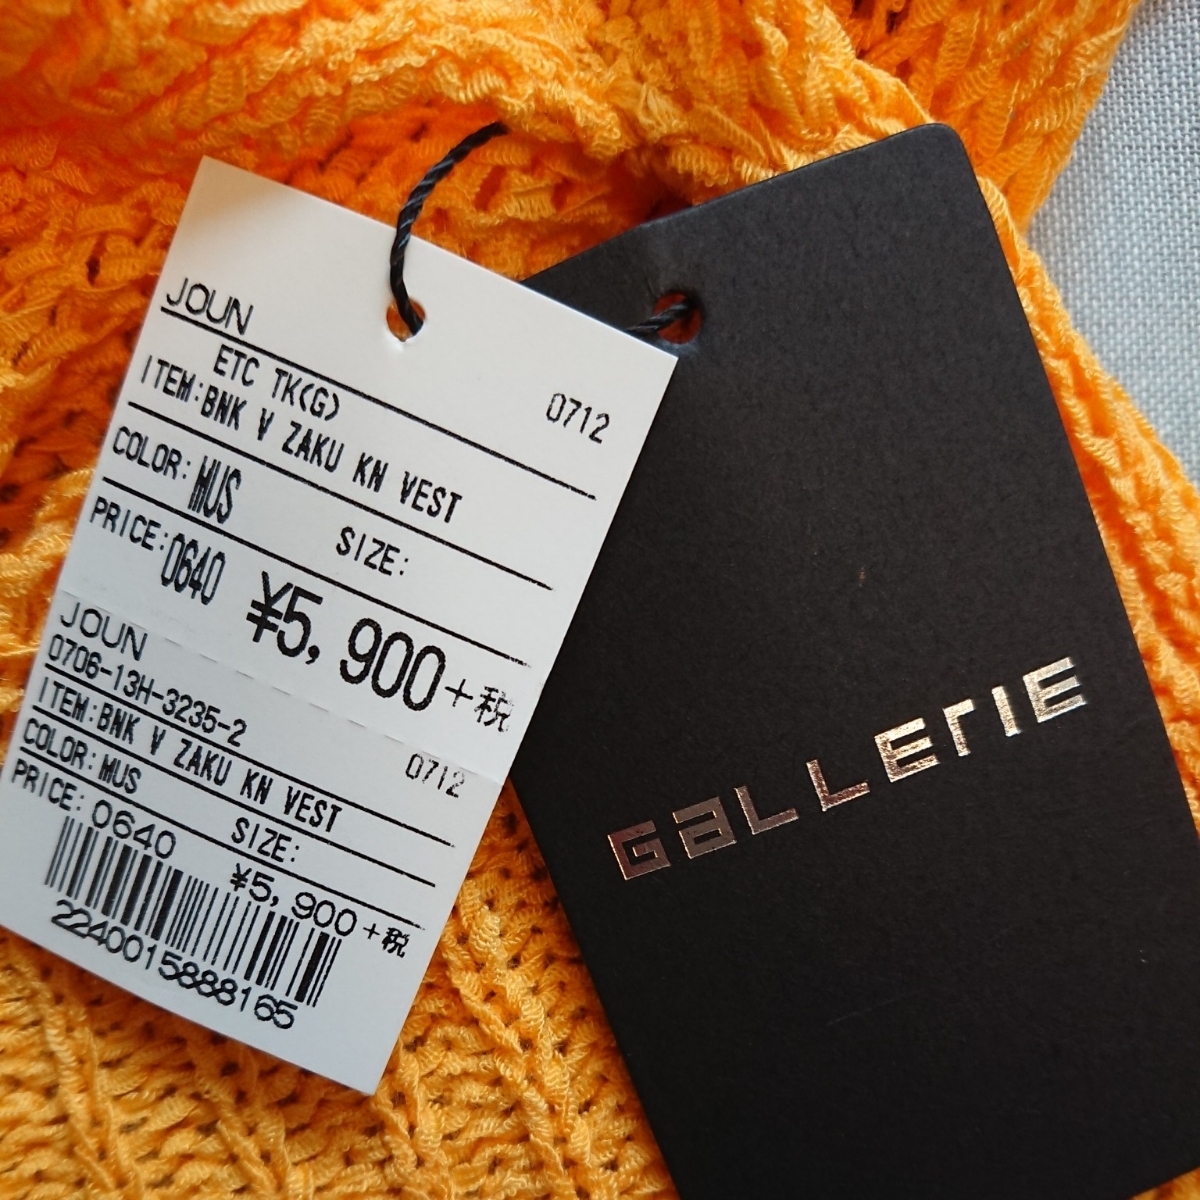 JOUN
ETC TK(G) 0712
ITEM:BNK V ZAKU KN VEST
COLOR:MUS SIZE:
PRICE:0640 ¥5,900+税
JOUN
0706-13H-3235-2 0712
ITEM:BNK V ZAKU KN VEST
COLOR:MUS SIZE:
PRICE:0640 ¥5,900+税
2240015888165
GaLLErIE